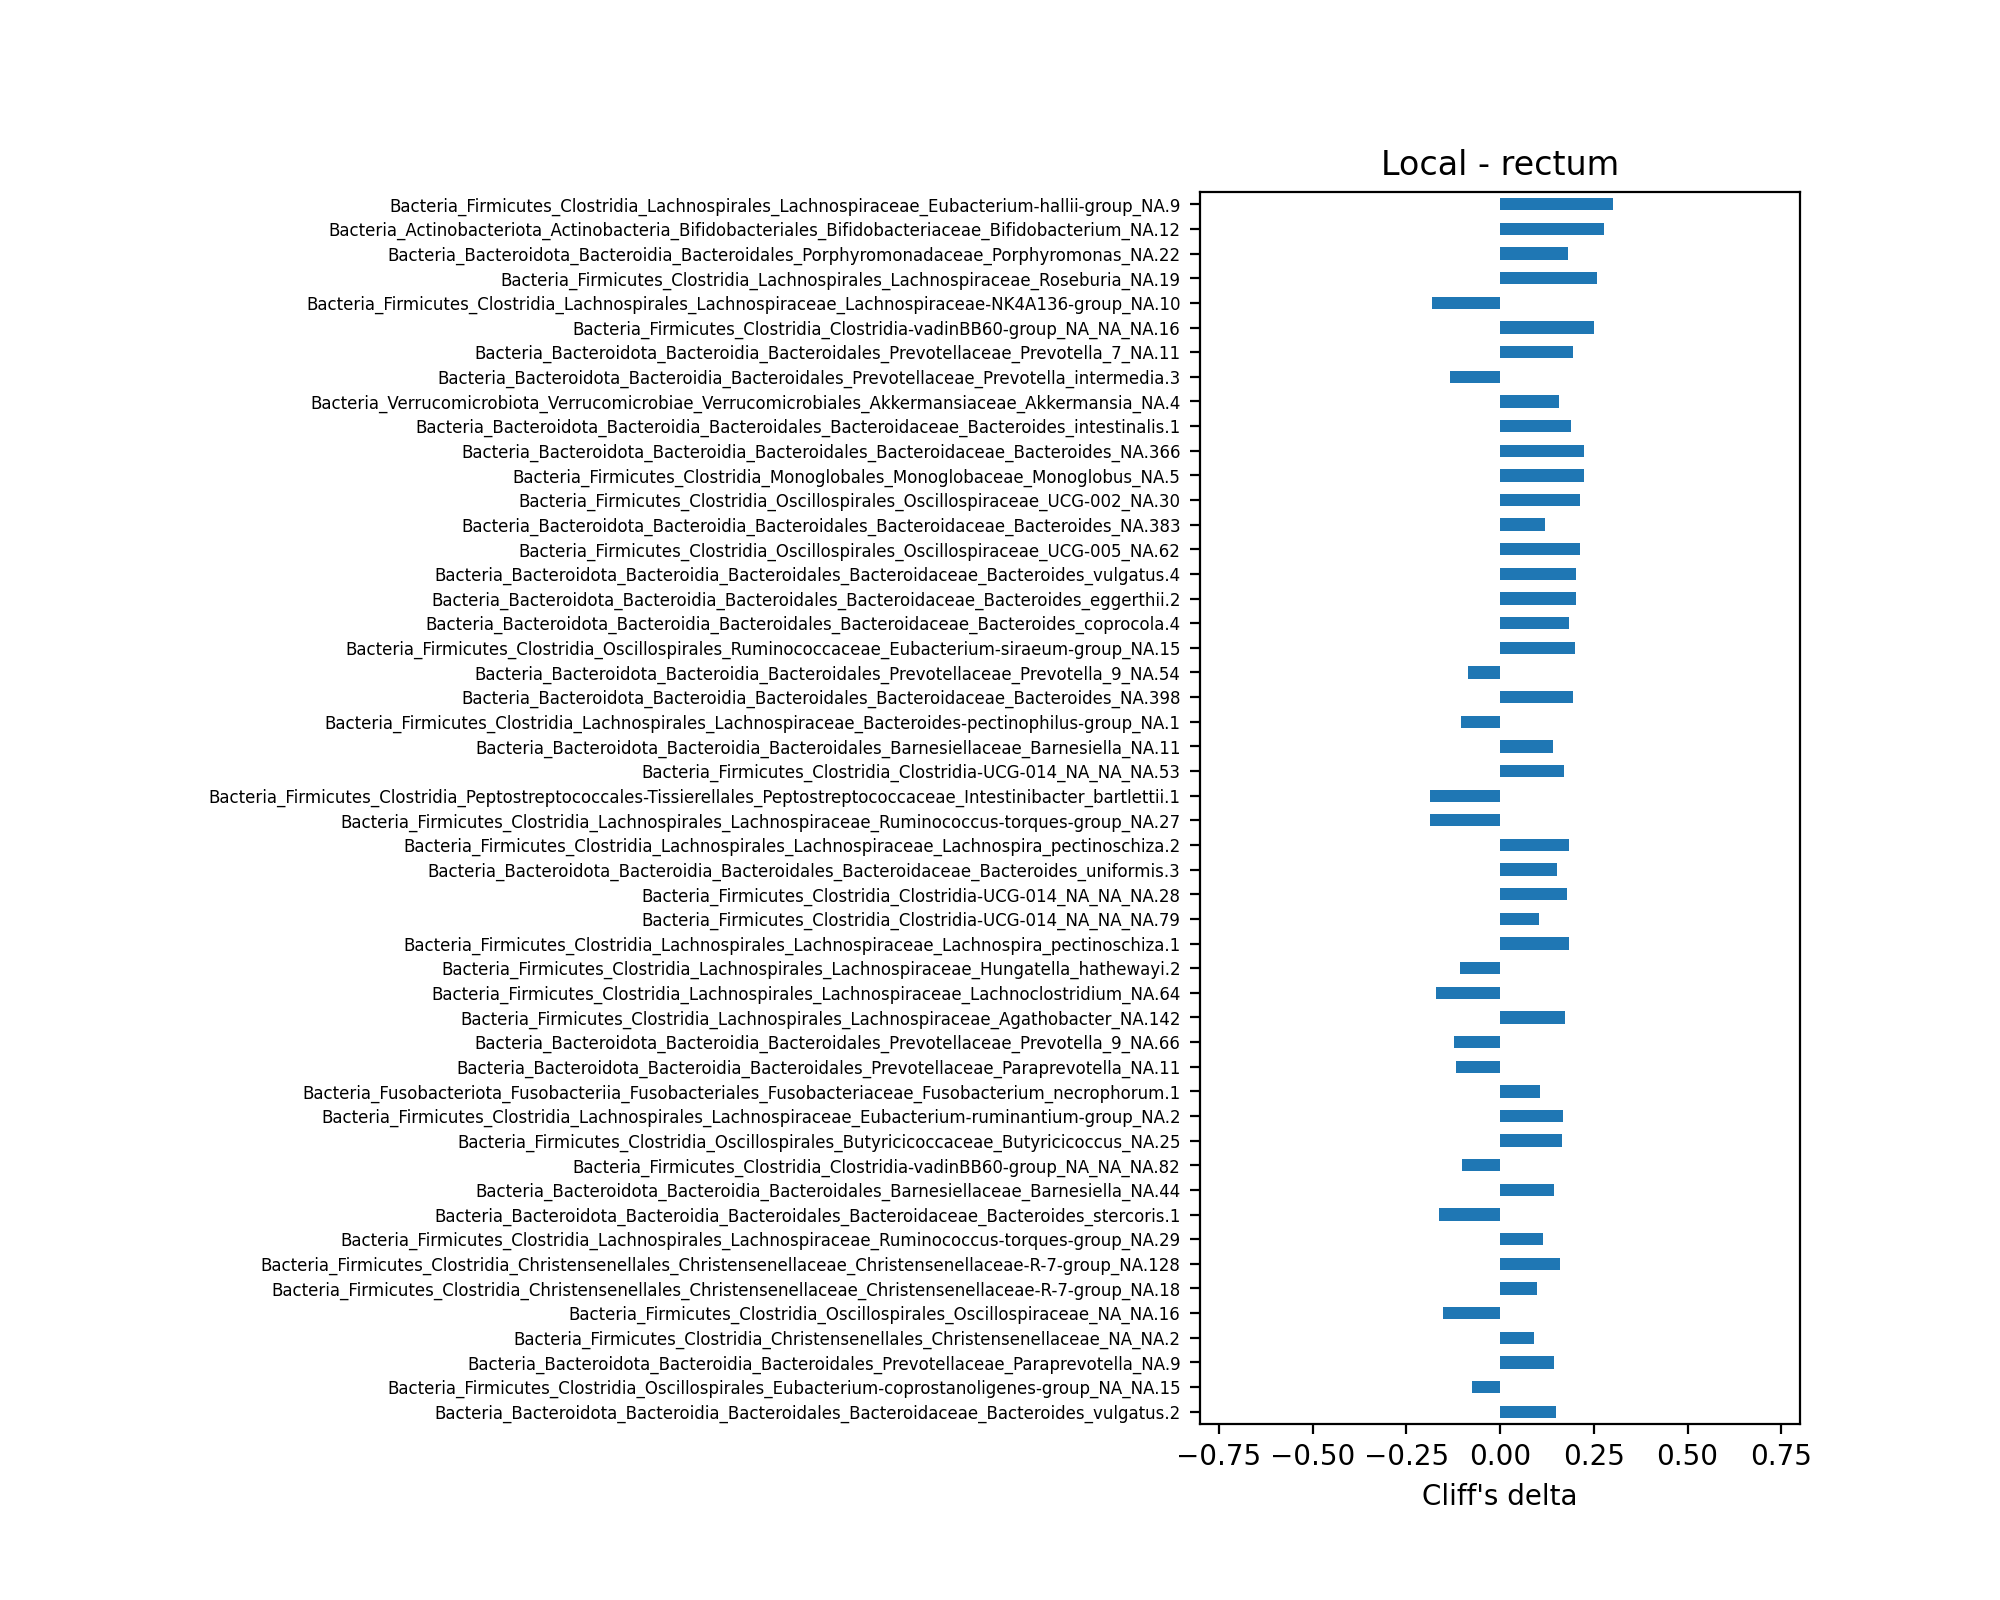 Local - rectum
Bacteria_Firmicutes_Clostridia_Lachnospirales_Lachnospiraceae_Eubacterium-hallii-group_NA.9
Bacteria_Actinobacteriota_Actinobacteria_Bifidobacteriales_Bifidobacteriaceae_Bifidobacterium_NA.12
Bacteria_Bacteroidota_Bacteroidia_Bacteroidales_Porphyromonadaceae_Porphyromonas_NA.22
Bacteria_Firmicutes_Clostridia_Lachnospirales_Lachnospiraceae_Roseburia_NA.19
Bacteria_Firmicutes_Clostridia_Lachnospirales_Lachnospiraceae_Lachnospiraceae-NK4A136-group_NA.10
Bacteria_Firmicutes_Clostridia_Clostridia-vadinBB60-group_NA_NA_NA.16
Bacteria_Bacteroidota_Bacteroidia_Bacteroidales_Prevotellaceae_Prevotella_7_NA.11
Bacteria_Bacteroidota_Bacteroidia_Bacteroidales_Prevotellaceae_Prevotella_intermedia.3
Bacteria_Verrucomicrobiota_Verrucomicrobiae_Verrucomicrobiales_Akkermansiaceae_Akkermansia_NA.4
Bacteria_Bacteroidota_Bacteroidia_Bacteroidales_Bacteroidaceae_Bacteroides_intestinalis.1
Bacteria_Bacteroidota_Bacteroidia_Bacteroidales_Bacteroidaceae_Bacteroides_NA.366
Bacteria_Firmicutes_Clostridia_Monoglobales_Monoglobaceae_Monoglobus_NA.5
Bacteria_Firmicutes_Clostridia_Oscillospirales_Oscillospiraceae_UCG-002_NA.30
Bacteria_Bacteroidota_Bacteroidia_Bacteroidales_Bacteroidaceae_Bacteroides_NA.383
Bacteria_Firmicutes_Clostridia_Oscillospirales_Oscillospiraceae_UCG-005_NA.62
Bacteria_Bacteroidota_Bacteroidia_Bacteroidales_Bacteroidaceae_Bacteroides_vulgatus.4
Bacteria_Bacteroidota_Bacteroidia_Bacteroidales_Bacteroidaceae_Bacteroides_eggerthii.2
Bacteria_Bacteroidota_Bacteroidia_Bacteroidales_Bacteroidaceae_Bacteroides_coprocola.4
Bacteria_Firmicutes_Clostridia_Oscillospirales_Ruminococcaceae_Eubacterium-siraeum-group_NA.15
Bacteria_Bacteroidota_Bacteroidia_Bacteroidales_Prevotellaceae_Prevotella_9_NA.54
Bacteria_Bacteroidota_Bacteroidia_Bacteroidales_Bacteroidaceae_Bacteroides_NA.398
Bacteria_Firmicutes_Clostridia_Lachnospirales_Lachnospiraceae_Bacteroides-pectinophilus-group_NA.1
Bacteria_Bacteroidota_Bacteroidia_Bacteroidales_Barnesiellaceae_Barnesiella_NA.11
Bacteria_Firmicutes_Clostridia_Clostridia-UCG-014_NA_NA_NA.53
Bacteria_Firmicutes_Clostridia_Peptostreptococcales-Tissierellales_Peptostreptococcaceae_Intestinibacter_bartlettii.1
Bacteria_Firmicutes_Clostridia_Lachnospirales_Lachnospiraceae_Ruminococcus-torques-group_NA.27
Bacteria_Firmicutes_Clostridia_Lachnospirales_Lachnospiraceae_Lachnospira_pectinoschiza.2
Bacteria_Bacteroidota_Bacteroidia_Bacteroidales_Bacteroidaceae_Bacteroides_uniformis.3
Bacteria_Firmicutes_Clostridia_Clostridia-UCG-014_NA_NA_NA.28
Bacteria_Firmicutes_Clostridia_Clostridia-UCG-014_NA_NA_NA.79
Bacteria_Firmicutes_Clostridia_Lachnospirales_Lachnospiraceae_Lachnospira_pectinoschiza.1
Bacteria_Firmicutes_Clostridia_Lachnospirales_Lachnospiraceae_Hungatella_hathewayi.2
Bacteria_Firmicutes_Clostridia_Lachnospirales_Lachnospiraceae_Lachnoclostridium_NA.64
Bacteria_Firmicutes_Clostridia_Lachnospirales_Lachnospiraceae_Agathobacter_NA.142
Bacteria_Bacteroidota_Bacteroidia_Bacteroidales_Prevotellaceae_Prevotella_9_NA.66
Bacteria_Bacteroidota_Bacteroidia_Bacteroidales_Prevotellaceae_Paraprevotella_NA.11
Bacteria_Fusobacteriota_Fusobacteriia_Fusobacteriales_Fusobacteriaceae_Fusobacterium_necrophorum.1
Bacteria_Firmicutes_Clostridia_Lachnospirales_Lachnospiraceae_Eubacterium-ruminantium-group_NA.2
Bacteria_Firmicutes_Clostridia_Oscillospirales_Butyricicoccaceae_Butyricicoccus_NA.25
Bacteria_Firmicutes_Clostridia_Clostridia-vadinBB60-group_NA_NA_NA.82
Bacteria_Bacteroidota_Bacteroidia_Bacteroidales_Barnesiellaceae_Barnesiella_NA.44
Bacteria_Bacteroidota_Bacteroidia_Bacteroidales_Bacteroidaceae_Bacteroides_stercoris.1
Bacteria_Firmicutes_Clostridia_Lachnospirales_Lachnospiraceae_Ruminococcus-torques-group_NA.29
Bacteria_Firmicutes_Clostridia_Christensenellales_Christensenellaceae_Christensenellaceae-R-7-group_NA.128
Bacteria_Firmicutes_Clostridia_Christensenellales_Christensenellaceae_Christensenellaceae-R-7-group_NA.18
Bacteria_Firmicutes_Clostridia_Oscillospirales_Oscillospiraceae_NA_NA.16
Bacteria_Firmicutes_Clostridia_Christensenellales_Christensenellaceae_NA_NA.2
Bacteria_Bacteroidota_Bacteroidia_Bacteroidales_Prevotellaceae_Paraprevotella_NA.9
Bacteria_Firmicutes_Clostridia_Oscillospirales_Eubacterium-coprostanoligenes-group_NA_NA.15
Bacteria_Bacteroidota_Bacteroidia_Bacteroidales_Bacteroidaceae_Bacteroides_vulgatus.2
−0.75 −0.50 −0.25 0.00 0.25 0.50 0.75
Cliff's delta